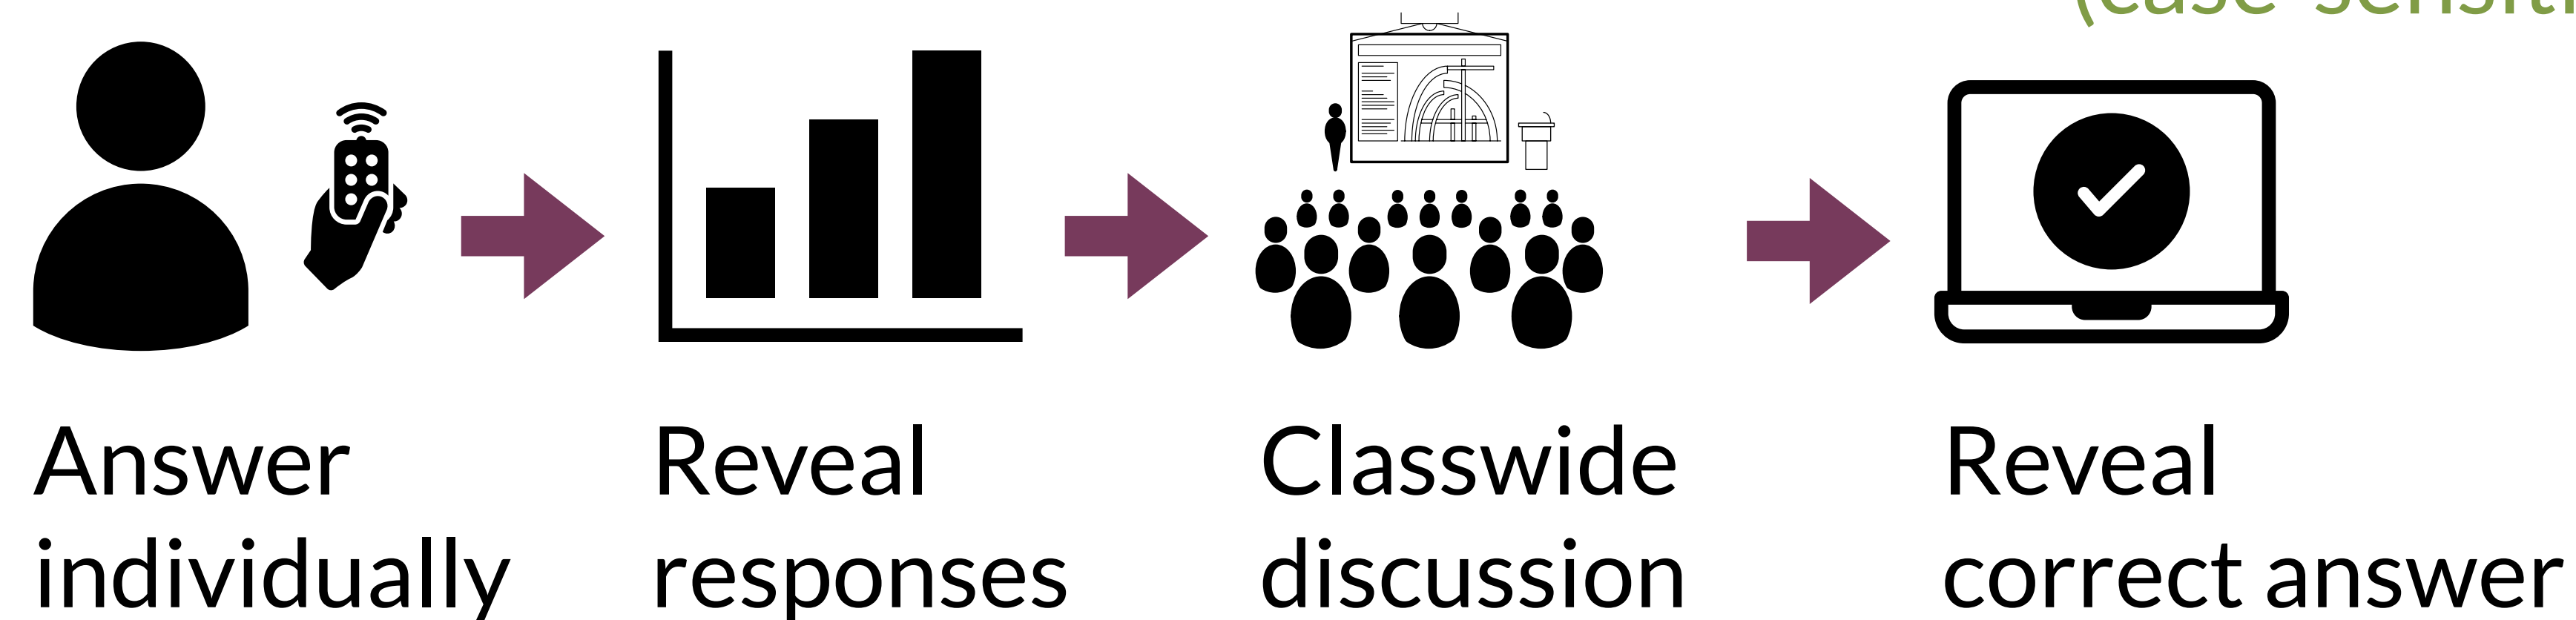 Answer
individually
Reveal
responses
Classwide
discussion
Reveal
correct answer